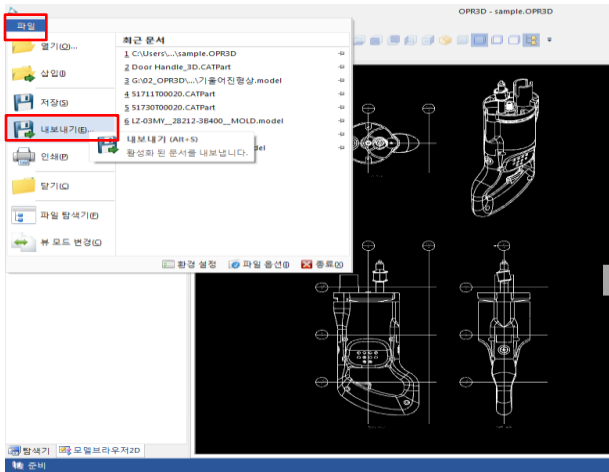 OPR3D - sample.OPR3D
파일
최근 문서
열기(O)...
1 C:\Users\...\sample.OPR3D
2 Door Handle_3D.CATPart
삽입(I)
3 G:\02_OPR3D\...\기울어진형상.model
4 51711T00020.CATPart
저장(S)
5 51730T00020.CATPart
6 LZ-03MY__28212-3B400__MOLD.model
내보내기(E)...
내보내기 (Alt+S)
활성화 된 문서를 내보냅니다.
인쇄(P)
닫기(C)
파일 탐색기(F)
뷰 모드 변경(C)
환경 설정 파일 옵션(I) 종료(X)
탐색기 모델브라우저2D
준비